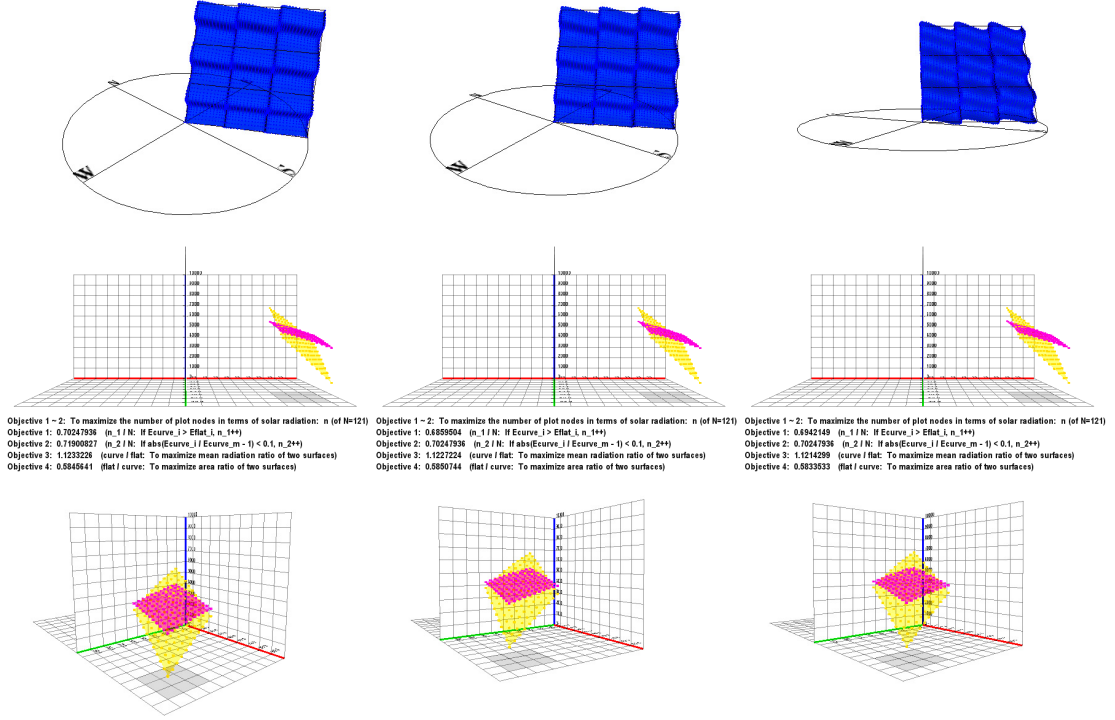 W
W
Objective 1 ~ 2: To maximize the number of plot nodes in terms of solar radiation: n (of N=121)
Objective 1: 0.70247936 (n_1 / N: If Ecurve_i > Eflat_i, n_1++)
Objective 2: 0.71900827 (n_2 / N: If abs(Ecurve_i / Ecurve_m - 1) < 0.1, n_2++)
Objective 3: 1.1233226 (curve / flat: To maximize mean radiation ratio of two surfaces)
Objective 4: 0.5845641 (flat / curve: To maximize area ratio of two surfaces)
Objective 1 ~ 2: To maximize the number of plot nodes in terms of solar radiation: n (of N=121)
Objective 1: 0.6859504 (n_1 / N: If Ecurve_i > Eflat_i, n_1++)
Objective 2: 0.70247936 (n_2 / N: If abs(Ecurve_i / Ecurve_m - 1) < 0.1, n_2++)
Objective 3: 1.1227224 (curve / flat: To maximize mean radiation ratio of two surfaces)
Objective 4: 0.5850744 (flat / curve: To maximize area ratio of two surfaces)
Objective 1 ~ 2: To maximize the number of plot nodes in terms of solar radiation: n (of N=121)
Objective 1: 0.6942149 (n_1 / N: If Ecurve_i > Eflat_i, n_1++)
Objective 2: 0.70247936 (n_2 / N: If abs(Ecurve_i / Ecurve_m - 1) < 0.1, n_2++)
Objective 3: 1.1214299 (curve / flat: To maximize mean radiation ratio of two surfaces)
Objective 4: 0.5833533 (flat / curve: To maximize area ratio of two surfaces)